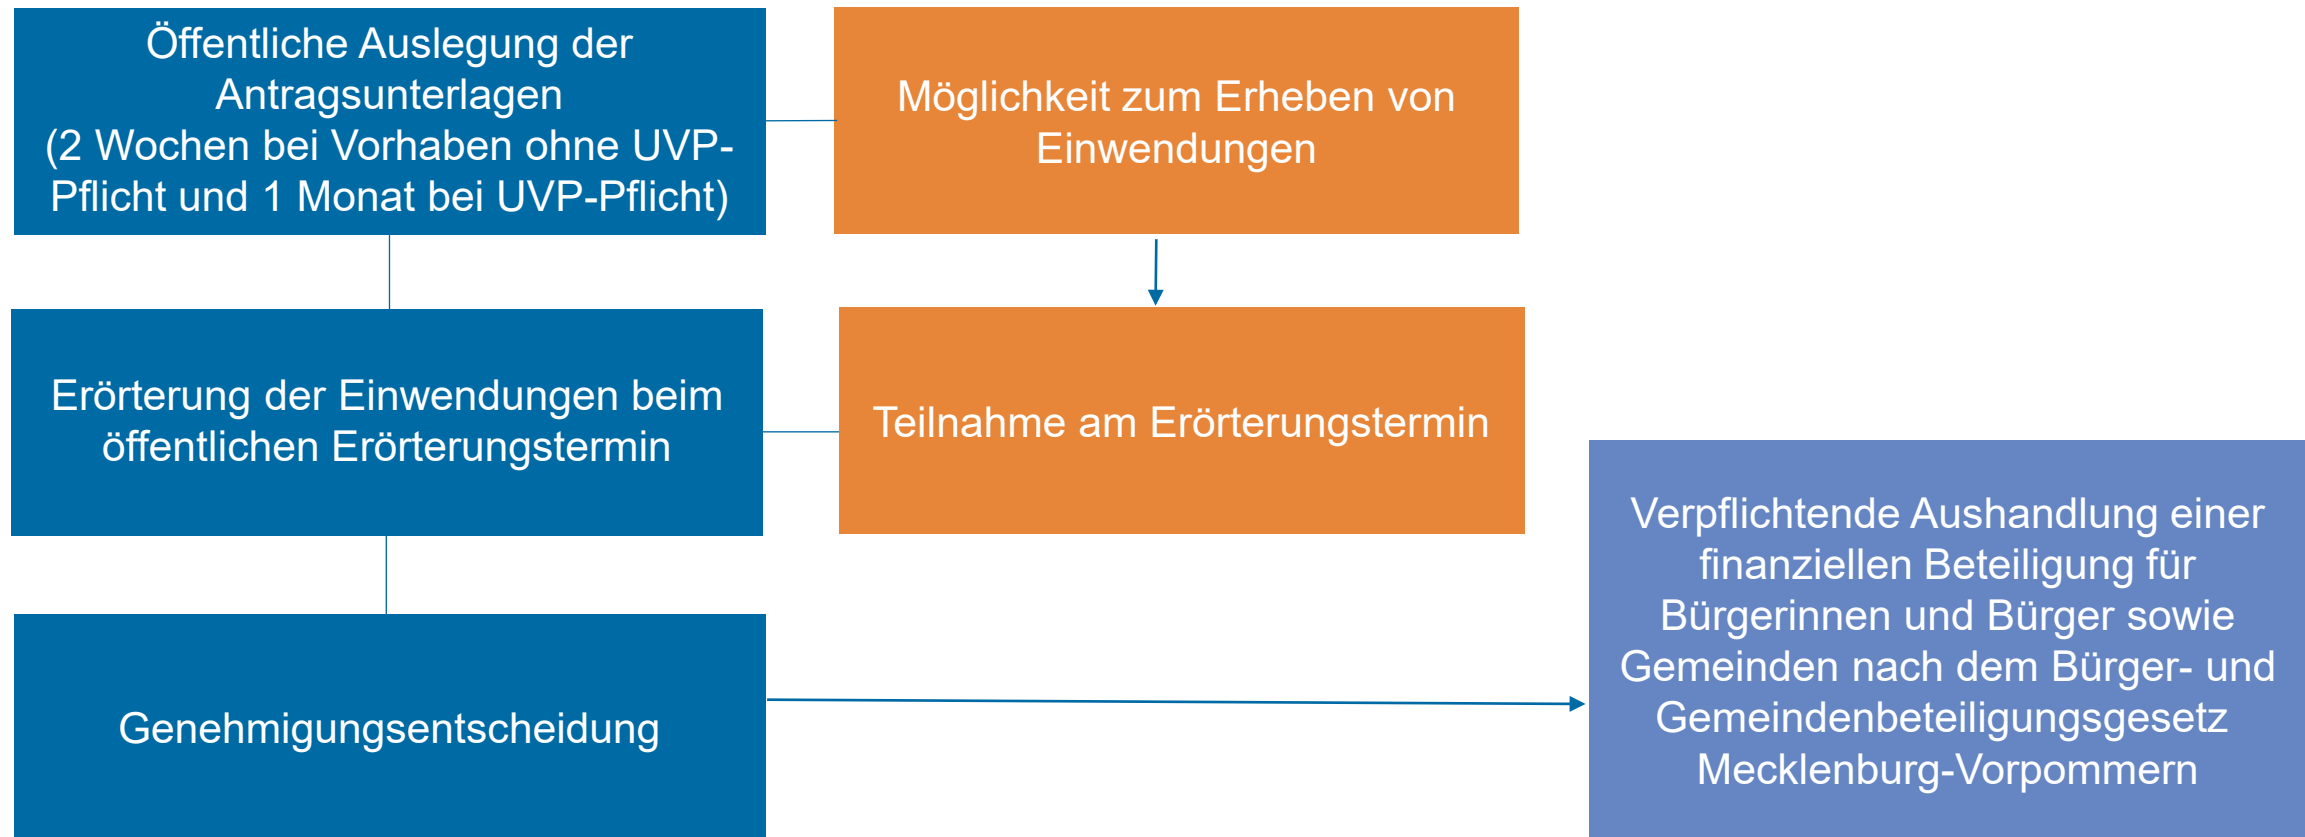 Öffentliche Auslegung der
Antragsunterlagen
(2 Wochen bei Vorhaben ohne UVP-
Pflicht und 1 Monat bei UVP-Pflicht)
Möglichkeit zum Erheben von
Einwendungen
Erörterung der Einwendungen beim
öffentlichen Erörterungstermin
Teilnahme am Erörterungstermin
Genehmigungsentscheidung
Verpflichtende Aushandlung einer
finanziellen Beteiligung für
Bürgerinnen und Bürger sowie
Gemeinden nach dem Bürger- und
Gemeindenbeteiligungsgesetz
Mecklenburg-Vorpommern